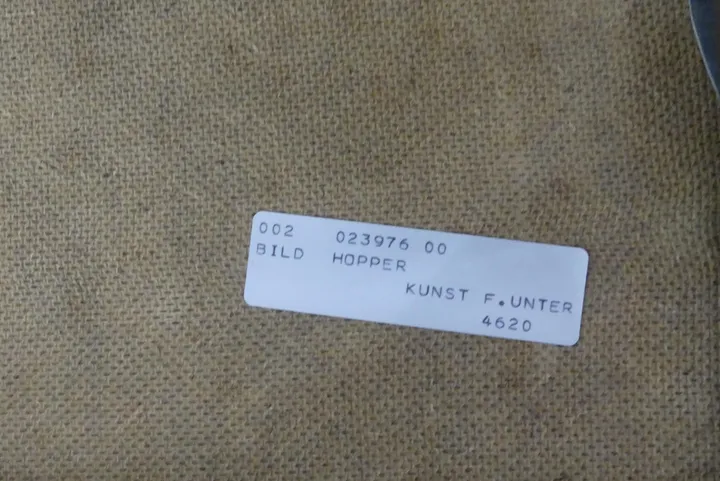 002 023976 00
BILD HOPPER
KUNST F.UNTER
4620